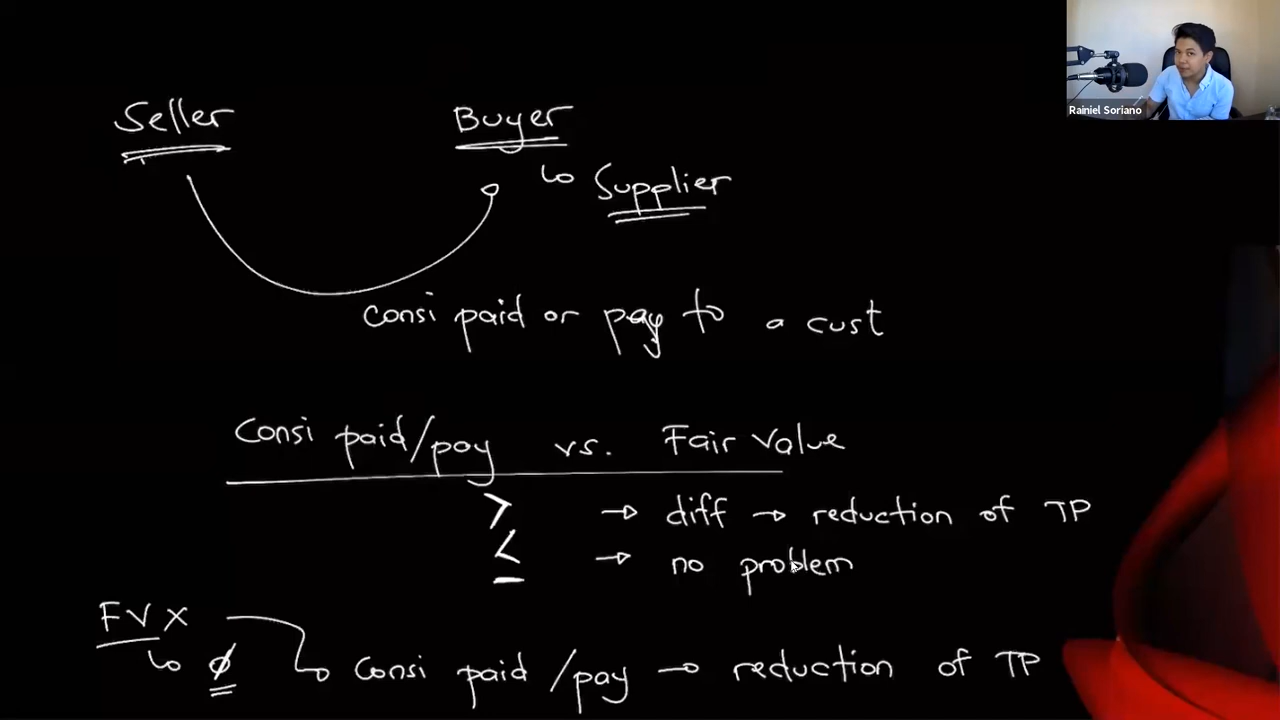 Rainiel Soriano
Seller Buyer
↳ Supplier
Consi paid or pay to a cust
Consi paid/pay vs. Fair Value
> → diff → reduction of TP
≤ → no problem
FV X
↳ ∅ → Consi paid /pay → reduction of TP